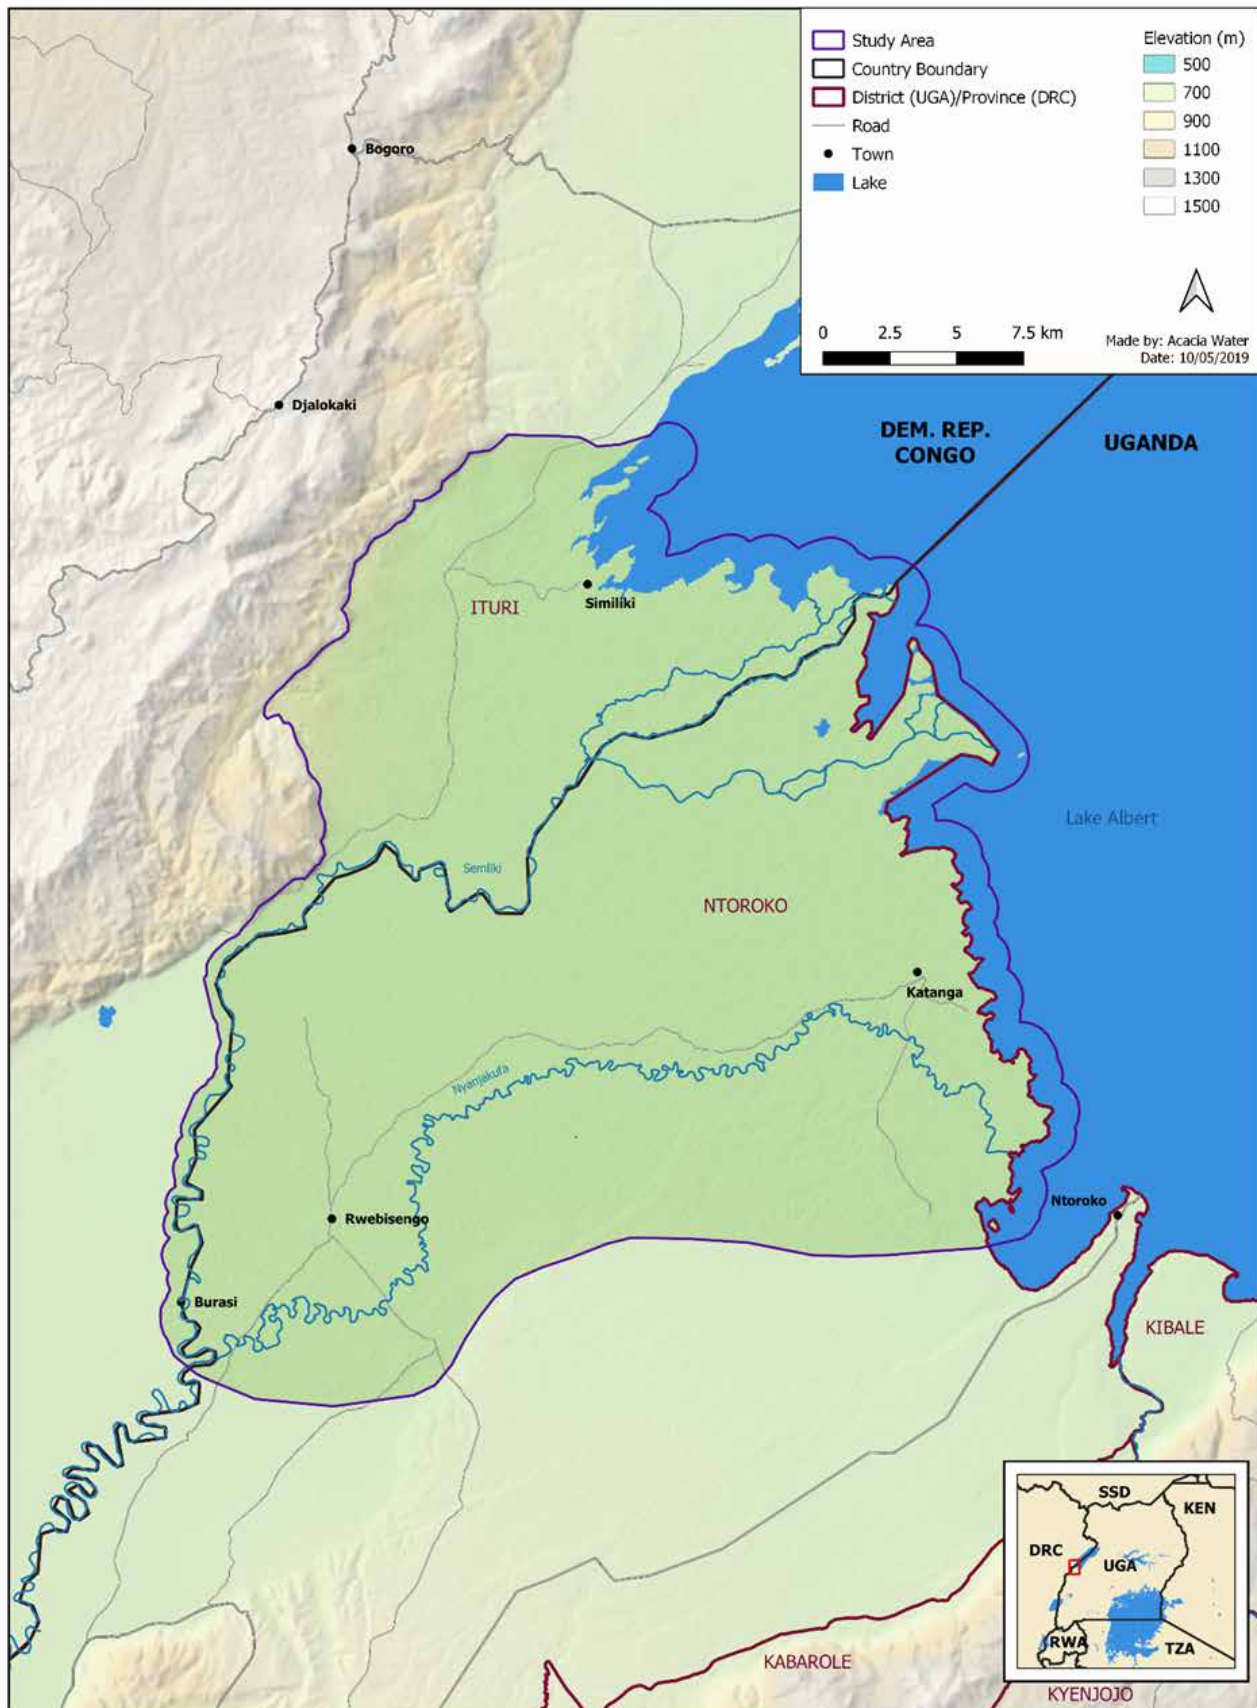 Study Area
Country Boundary
District (UGA)/Province (DRC)
Road
Town
Lake
Elevation (m)
500
700
900
1100
1300
1500
0 2.5 5 7.5 km
Made by: Acacia Water
Date: 10/05/2019
Bogoro
Djalokaki
DEM. REP.
CONGO
UGANDA
Similiki
ITURI
Lake Albert
Semliki
NTOROKO
Katanga
Nyanjakufa
Ntoroko
Rwebisengo
Burasi
KIBALE
KABAROLE
KYENJOJO
SSD
KEN
DRC
UGA
RWA
TZA